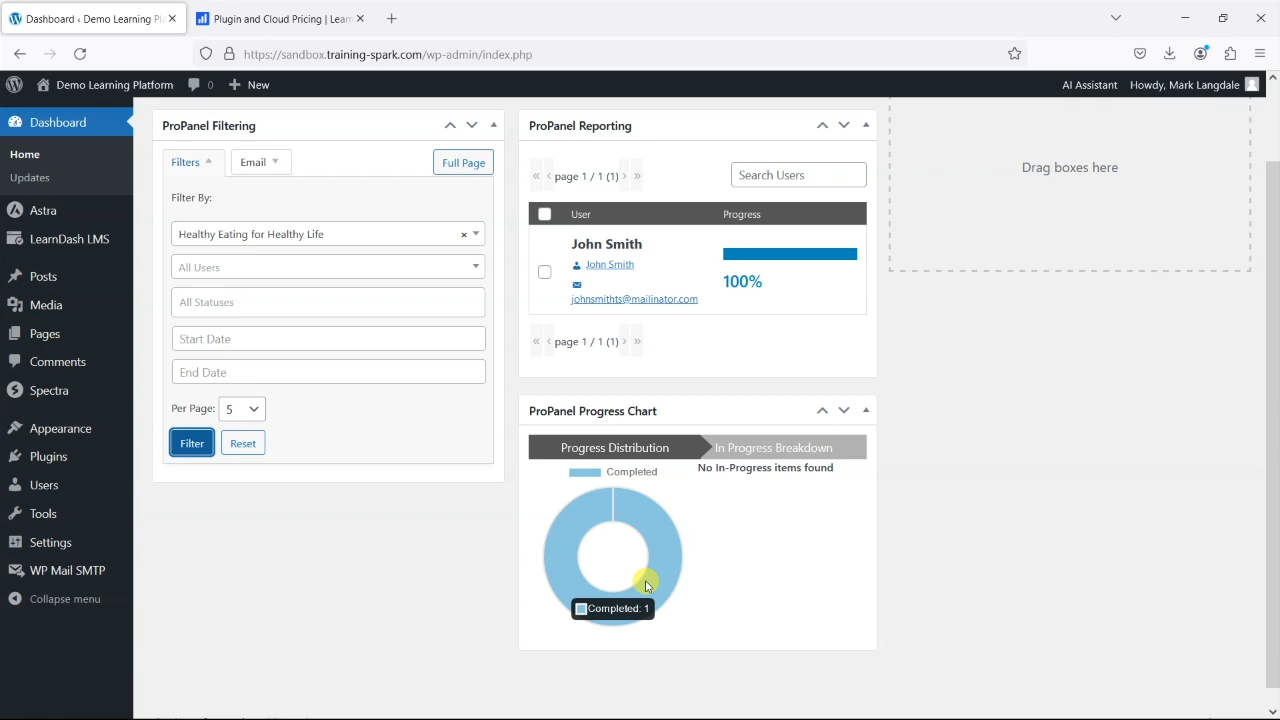 Dashboard ‹ Demo Learning Pl
Plugin and Cloud Pricing | Lear
https://sandbox.training-spark.com/wp-admin/index.php
Demo Learning Platform
0
New
AI Assistant
Howdy, Mark Langdale
Dashboard
Home
Updates
Astra
LearnDash LMS
Posts
Media
Pages
Comments
Spectra
Appearance
Plugins
Users
Tools
Settings
WP Mail SMTP
Collapse menu
ProPanel Filtering
Filters
Email
Full Page
Filter By:
Healthy Eating for Healthy Life
×
All Users
All Statuses
Start Date
End Date
Per Page:
5
Filter
Reset
ProPanel Reporting
« ‹ page 1 / 1 (1) › »
Search Users
User
Progress
John Smith
John Smith
johnsmithts@mailinator.com
100%
« ‹ page 1 / 1 (1) › »
ProPanel Progress Chart
Progress Distribution
In Progress Breakdown
Completed
No In-Progress items found
Completed: 1
Drag boxes here